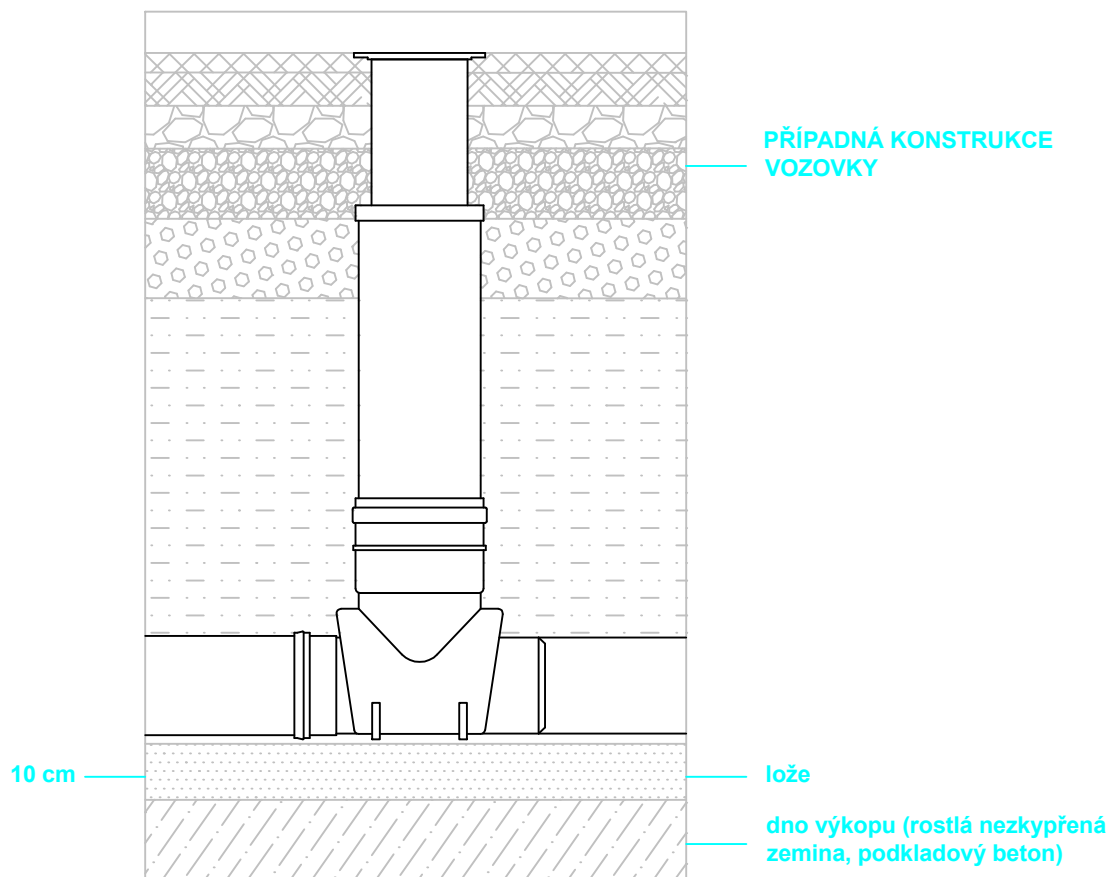 PŘÍPADNÁ KONSTRUKCE
VOZOVKY
10 cm
lože
dno výkopu (rostlá nezkypřená
zemina, podkladový beton)